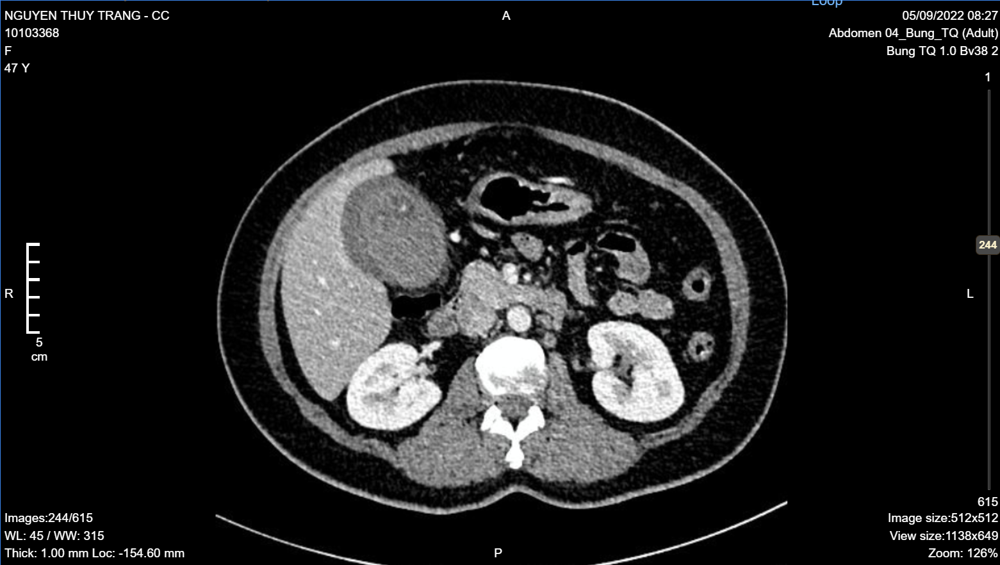 Loop
NGUYEN THUY TRANG - CC
10103368
F
47 Y
A
05/09/2022 08:27
Abdomen 04_Bung_TQ (Adult)
Bung TQ 1.0 Bv38 2
1
244
R
L
5
cm
615
Images:244/615
WL: 45 / WW: 315
Thick: 1.00 mm Loc: -154.60 mm
P
Image size:512x512
View size:1138x649
Zoom: 126%